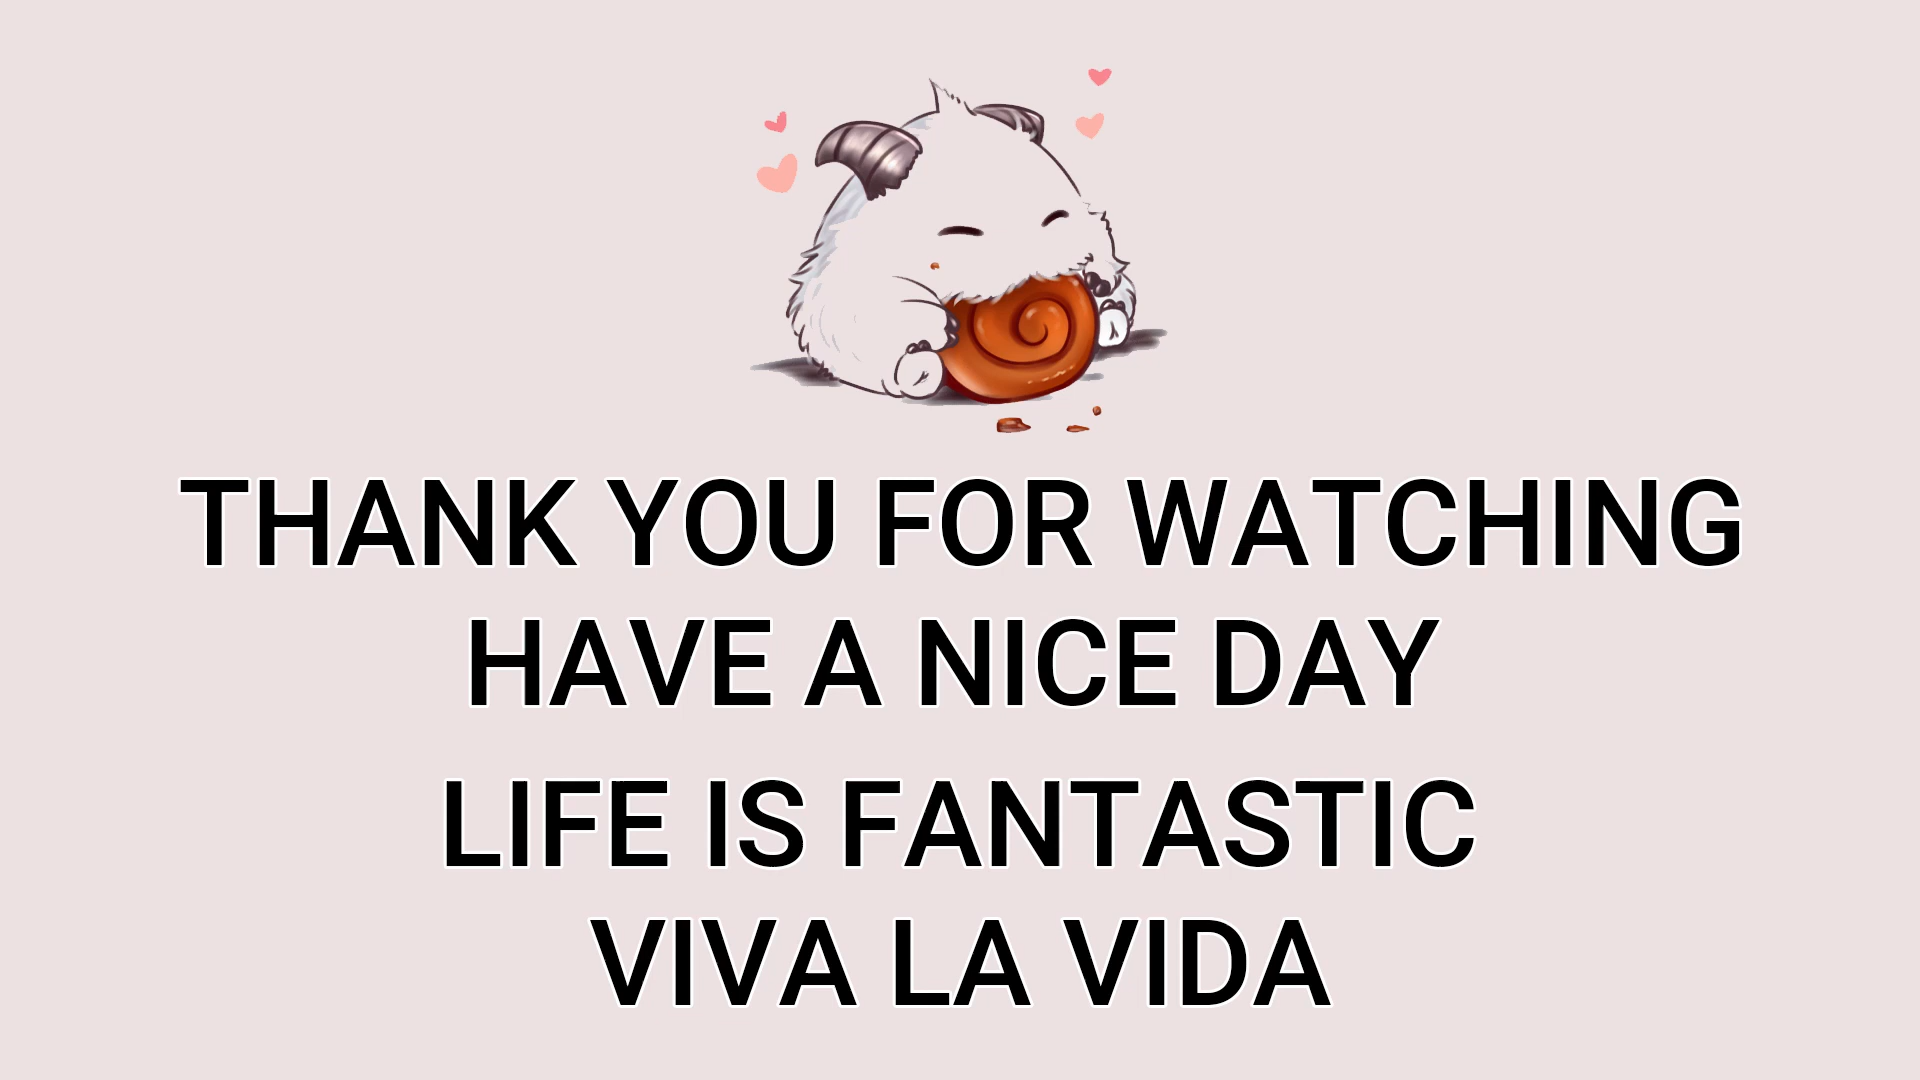 THANK YOU FOR WATCHING
HAVE A NICE DAY
LIFE IS FANTASTIC
VIVA LA VIDA